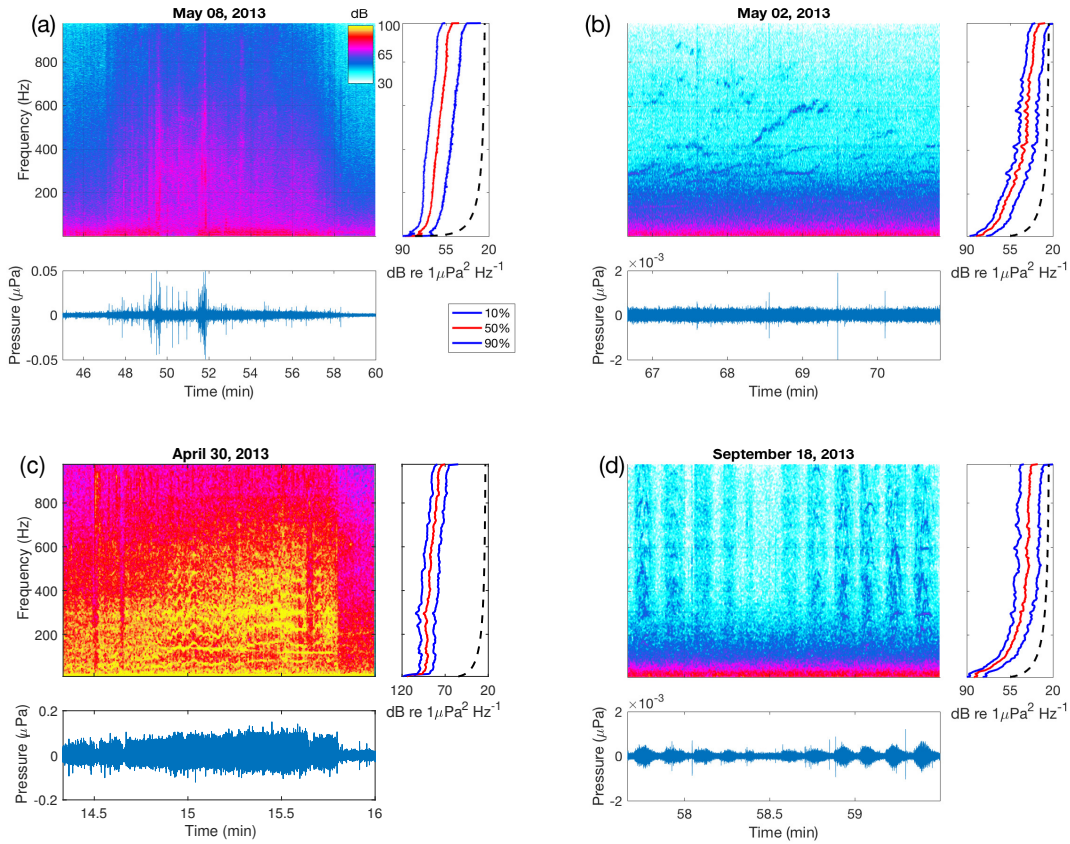 (a)
May 08, 2013
dB
100
65
30
Frequency (Hz)
800
600
400
200
90 55 20
dB re 1μPa² Hz⁻¹
Pressure (μPa)
0.05
0
-0.05
46 48 50 52 54 56 58 60
Time (min)
10%
50%
90%
(b)
May 02, 2013
90 55 20
dB re 1μPa² Hz⁻¹
×10⁻³
Pressure (μPa)
2
0
-2
67 68 69 70
Time (min)
(c)
April 30, 2013
Frequency (Hz)
800
600
400
200
120 70 20
dB re 1μPa² Hz⁻¹
Pressure (μPa)
0.2
0
-0.2
14.5 15 15.5 16
Time (min)
(d)
September 18, 2013
90 55 20
dB re 1μPa² Hz⁻¹
×10⁻³
Pressure (μPa)
2
0
-2
58 58.5 59
Time (min)